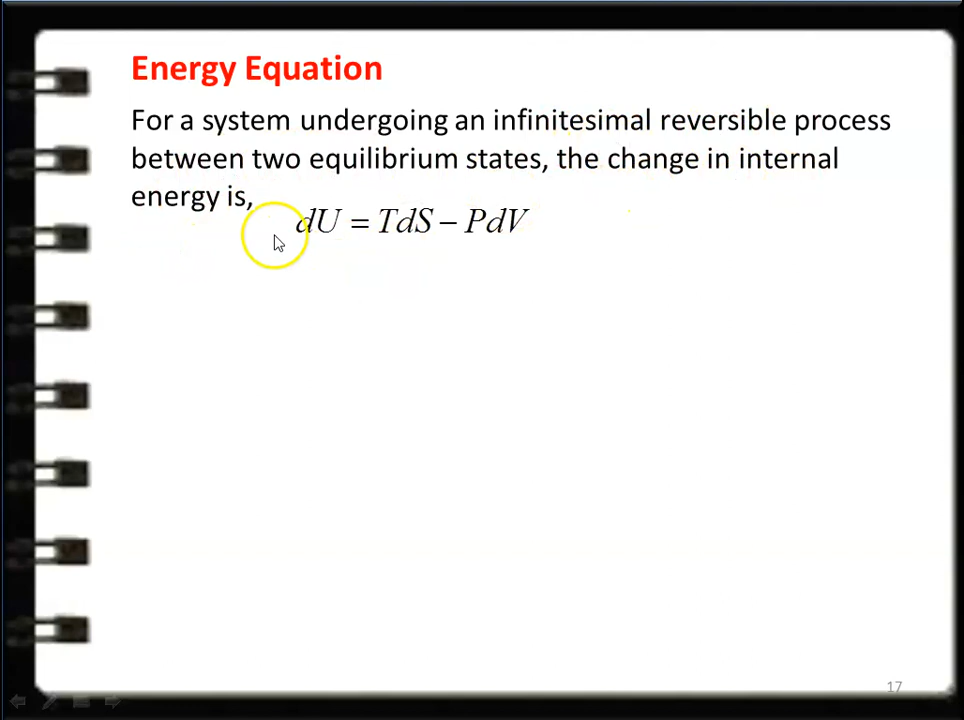 Energy Equation
For a system undergoing an infinitesimal reversible process
between two equilibrium states, the change in internal
energy is,
dU = TdS − PdV
17